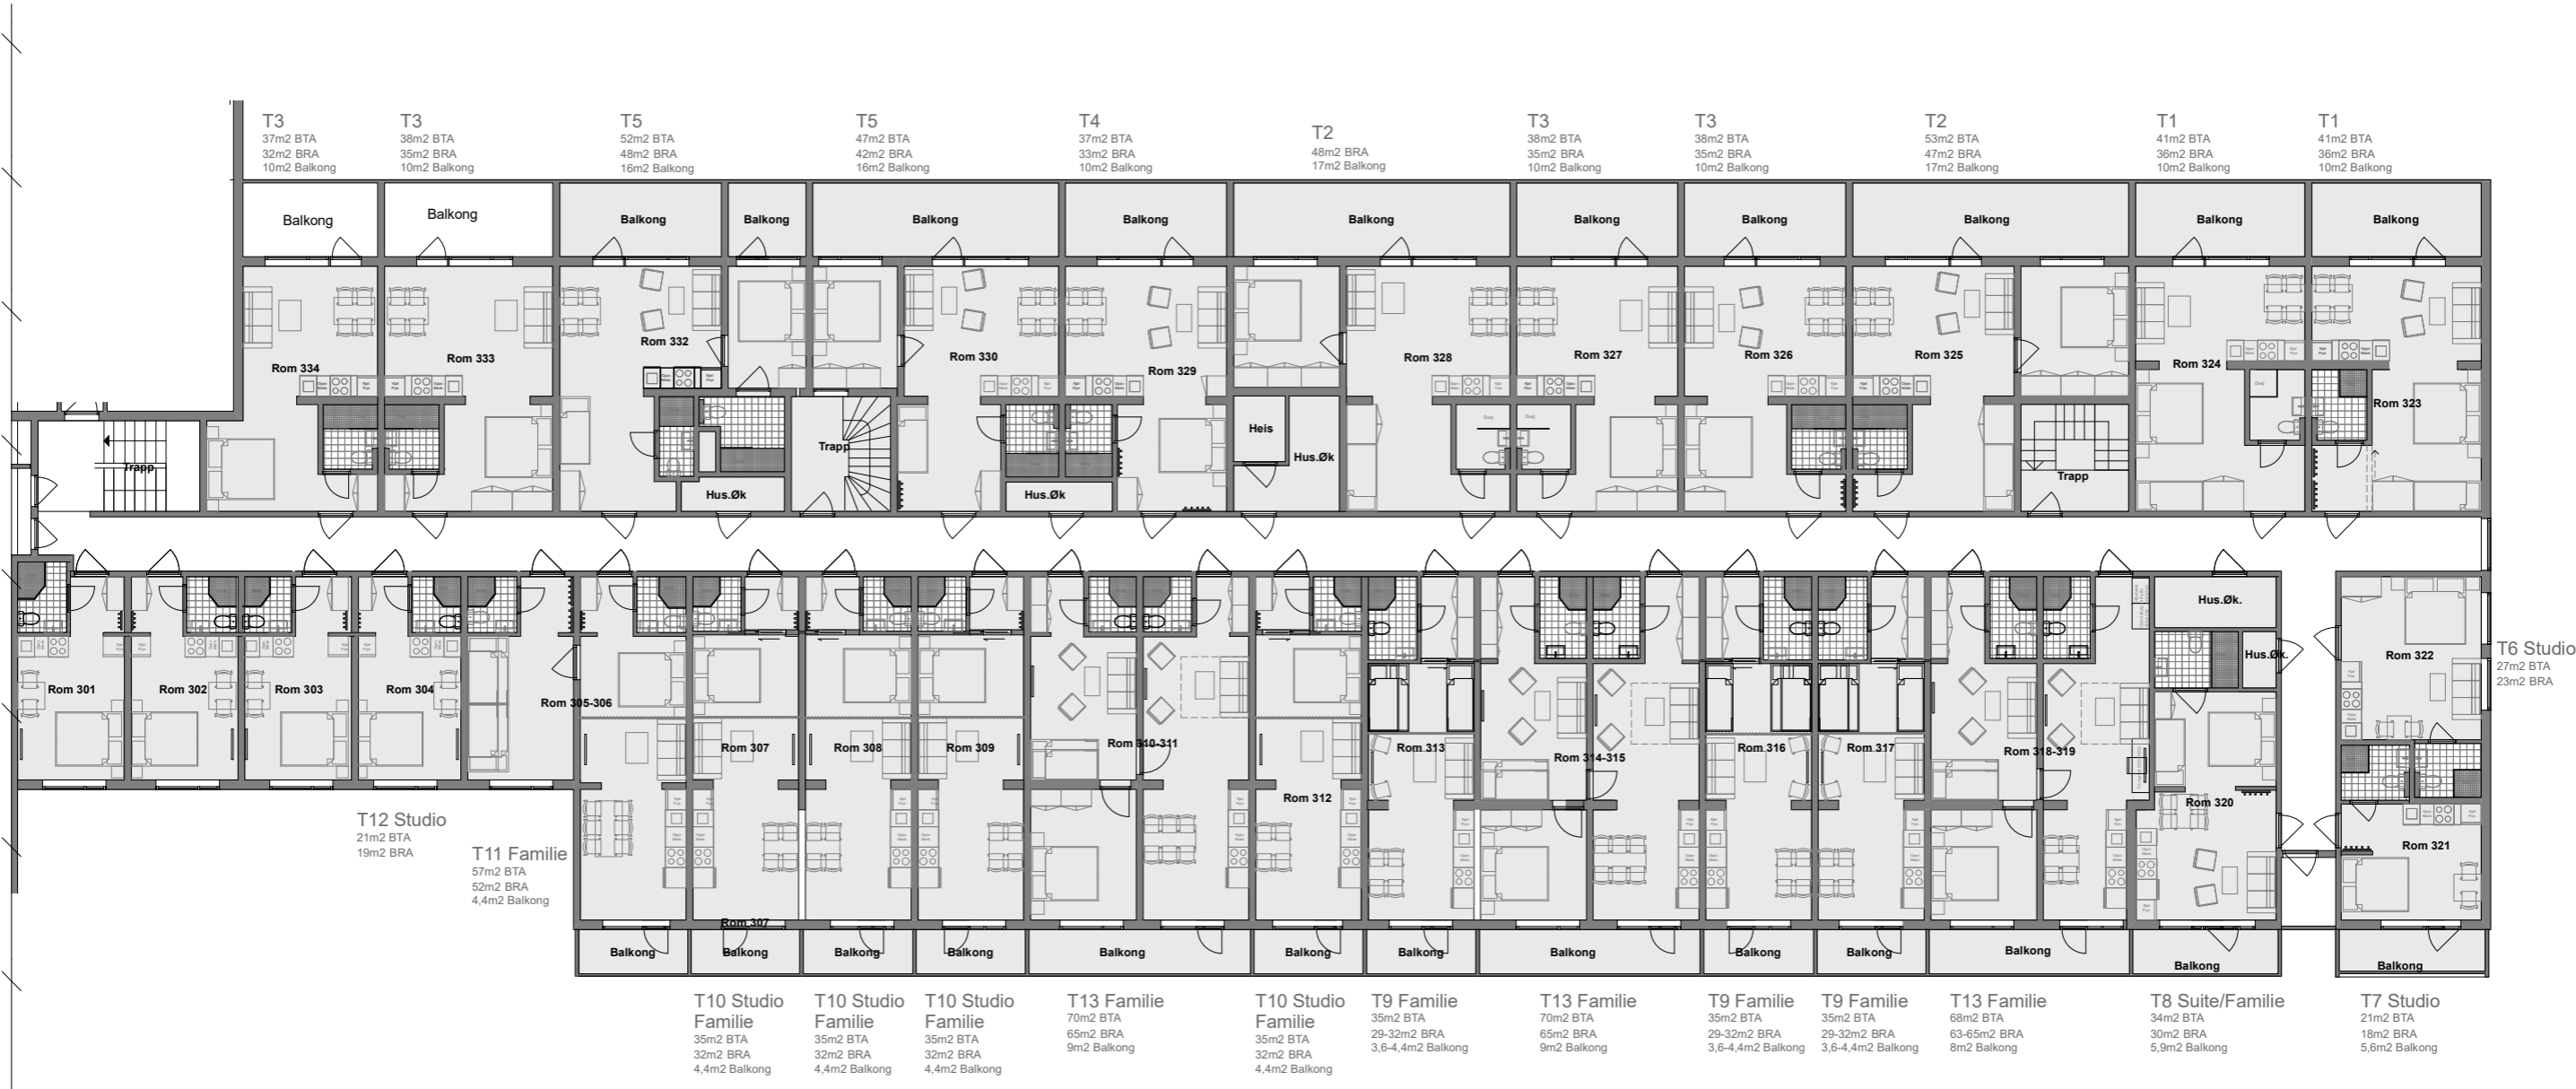 T3
37m2 BTA
32m2 BRA
10m2 Balkong
T3
38m2 BTA
35m2 BRA
10m2 Balkong
T5
52m2 BTA
48m2 BRA
16m2 Balkong
T5
47m2 BTA
42m2 BRA
16m2 Balkong
T4
37m2 BTA
33m2 BRA
10m2 Balkong
T2
48m2 BRA
17m2 Balkong
T3
38m2 BTA
35m2 BRA
10m2 Balkong
T3
38m2 BTA
35m2 BRA
10m2 Balkong
T2
53m2 BTA
47m2 BRA
17m2 Balkong
T1
41m2 BTA
36m2 BRA
10m2 Balkong
T1
41m2 BTA
36m2 BRA
10m2 Balkong
Balkong
Balkong
Balkong
Balkong
Balkong
Balkong
Balkong
Balkong
Balkong
Balkong
Balkong
Balkong
Rom 334
Rom 333
Rom 332
Rom 330
Rom 329
Rom 328
Rom 327
Rom 326
Rom 325
Rom 324
Rom 323
Trapp
Trapp
Heis
Hus.Øk
Trapp
Hus.Øk
Hus.Øk
Hus.Øk.
Hus.Øk.
Rom 322
T6 Studio
27m2 BTA
23m2 BRA
Rom 301
Rom 302
Rom 303
Rom 304
Rom 305-306
Rom 307
Rom 308
Rom 309
Rom 310-311
Rom 312
Rom 313
Rom 314-315
Rom 316
Rom 317
Rom 318-319
Rom 320
Rom 321
T12 Studio
21m2 BTA
19m2 BRA
T11 Familie
57m2 BTA
52m2 BRA
4,4m2 Balkong
Rom 307
Balkong
Balkong
Balkong
Balkong
Balkong
Balkong
Balkong
Balkong
Balkong
Balkong
Balkong
Balkong
Balkong
T10 Studio
Familie
35m2 BTA
32m2 BRA
4,4m2 Balkong
T10 Studio
Familie
35m2 BTA
32m2 BRA
4,4m2 Balkong
T10 Studio
Familie
35m2 BTA
32m2 BRA
4,4m2 Balkong
T13 Familie
70m2 BTA
65m2 BRA
9m2 Balkong
T10 Studio
Familie
35m2 BTA
32m2 BRA
4,4m2 Balkong
T9 Familie
35m2 BTA
29-32m2 BRA
3,6-4,4m2 Balkong
T13 Familie
70m2 BTA
65m2 BRA
9m2 Balkong
T9 Familie
35m2 BTA
29-32m2 BRA
3,6-4,4m2 Balkong
T9 Familie
35m2 BTA
29-32m2 BRA
3,6-4,4m2 Balkong
T13 Familie
68m2 BTA
63-65m2 BRA
8m2 Balkong
T8 Suite/Familie
34m2 BTA
30m2 BRA
5,9m2 Balkong
T7 Studio
21m2 BTA
18m2 BRA
5,6m2 Balkong